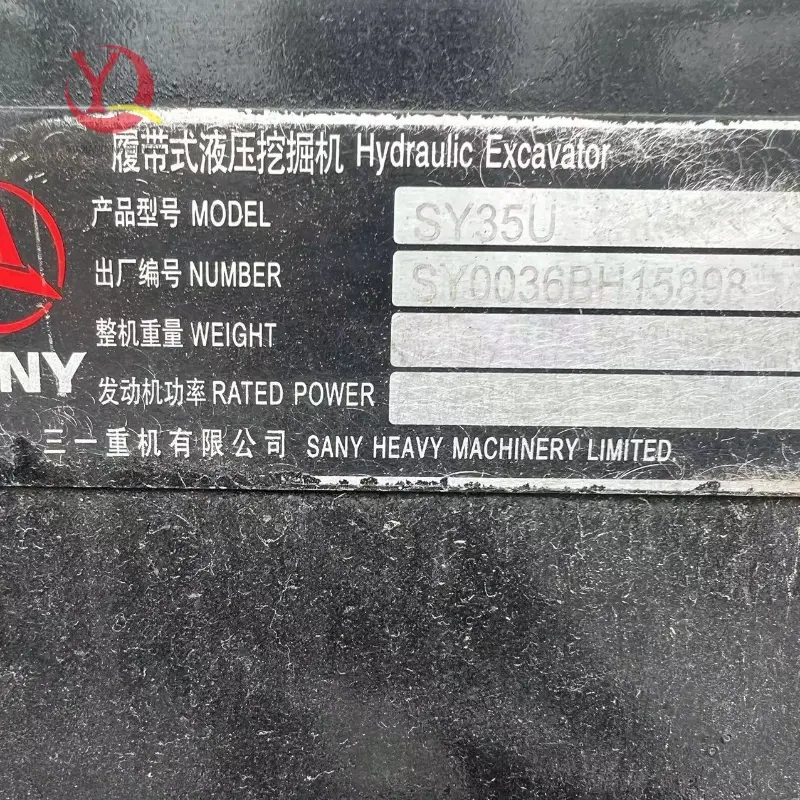 履带式液压挖掘机 Hydraulic Excavator
产品型号 MODEL SY35U
出厂编号 NUMBER SY0036BH15898
整机重量 WEIGHT
发动机功率 RATED POWER
NY
三一重机有限公司 SANY HEAVY MACHINERY LIMITED.